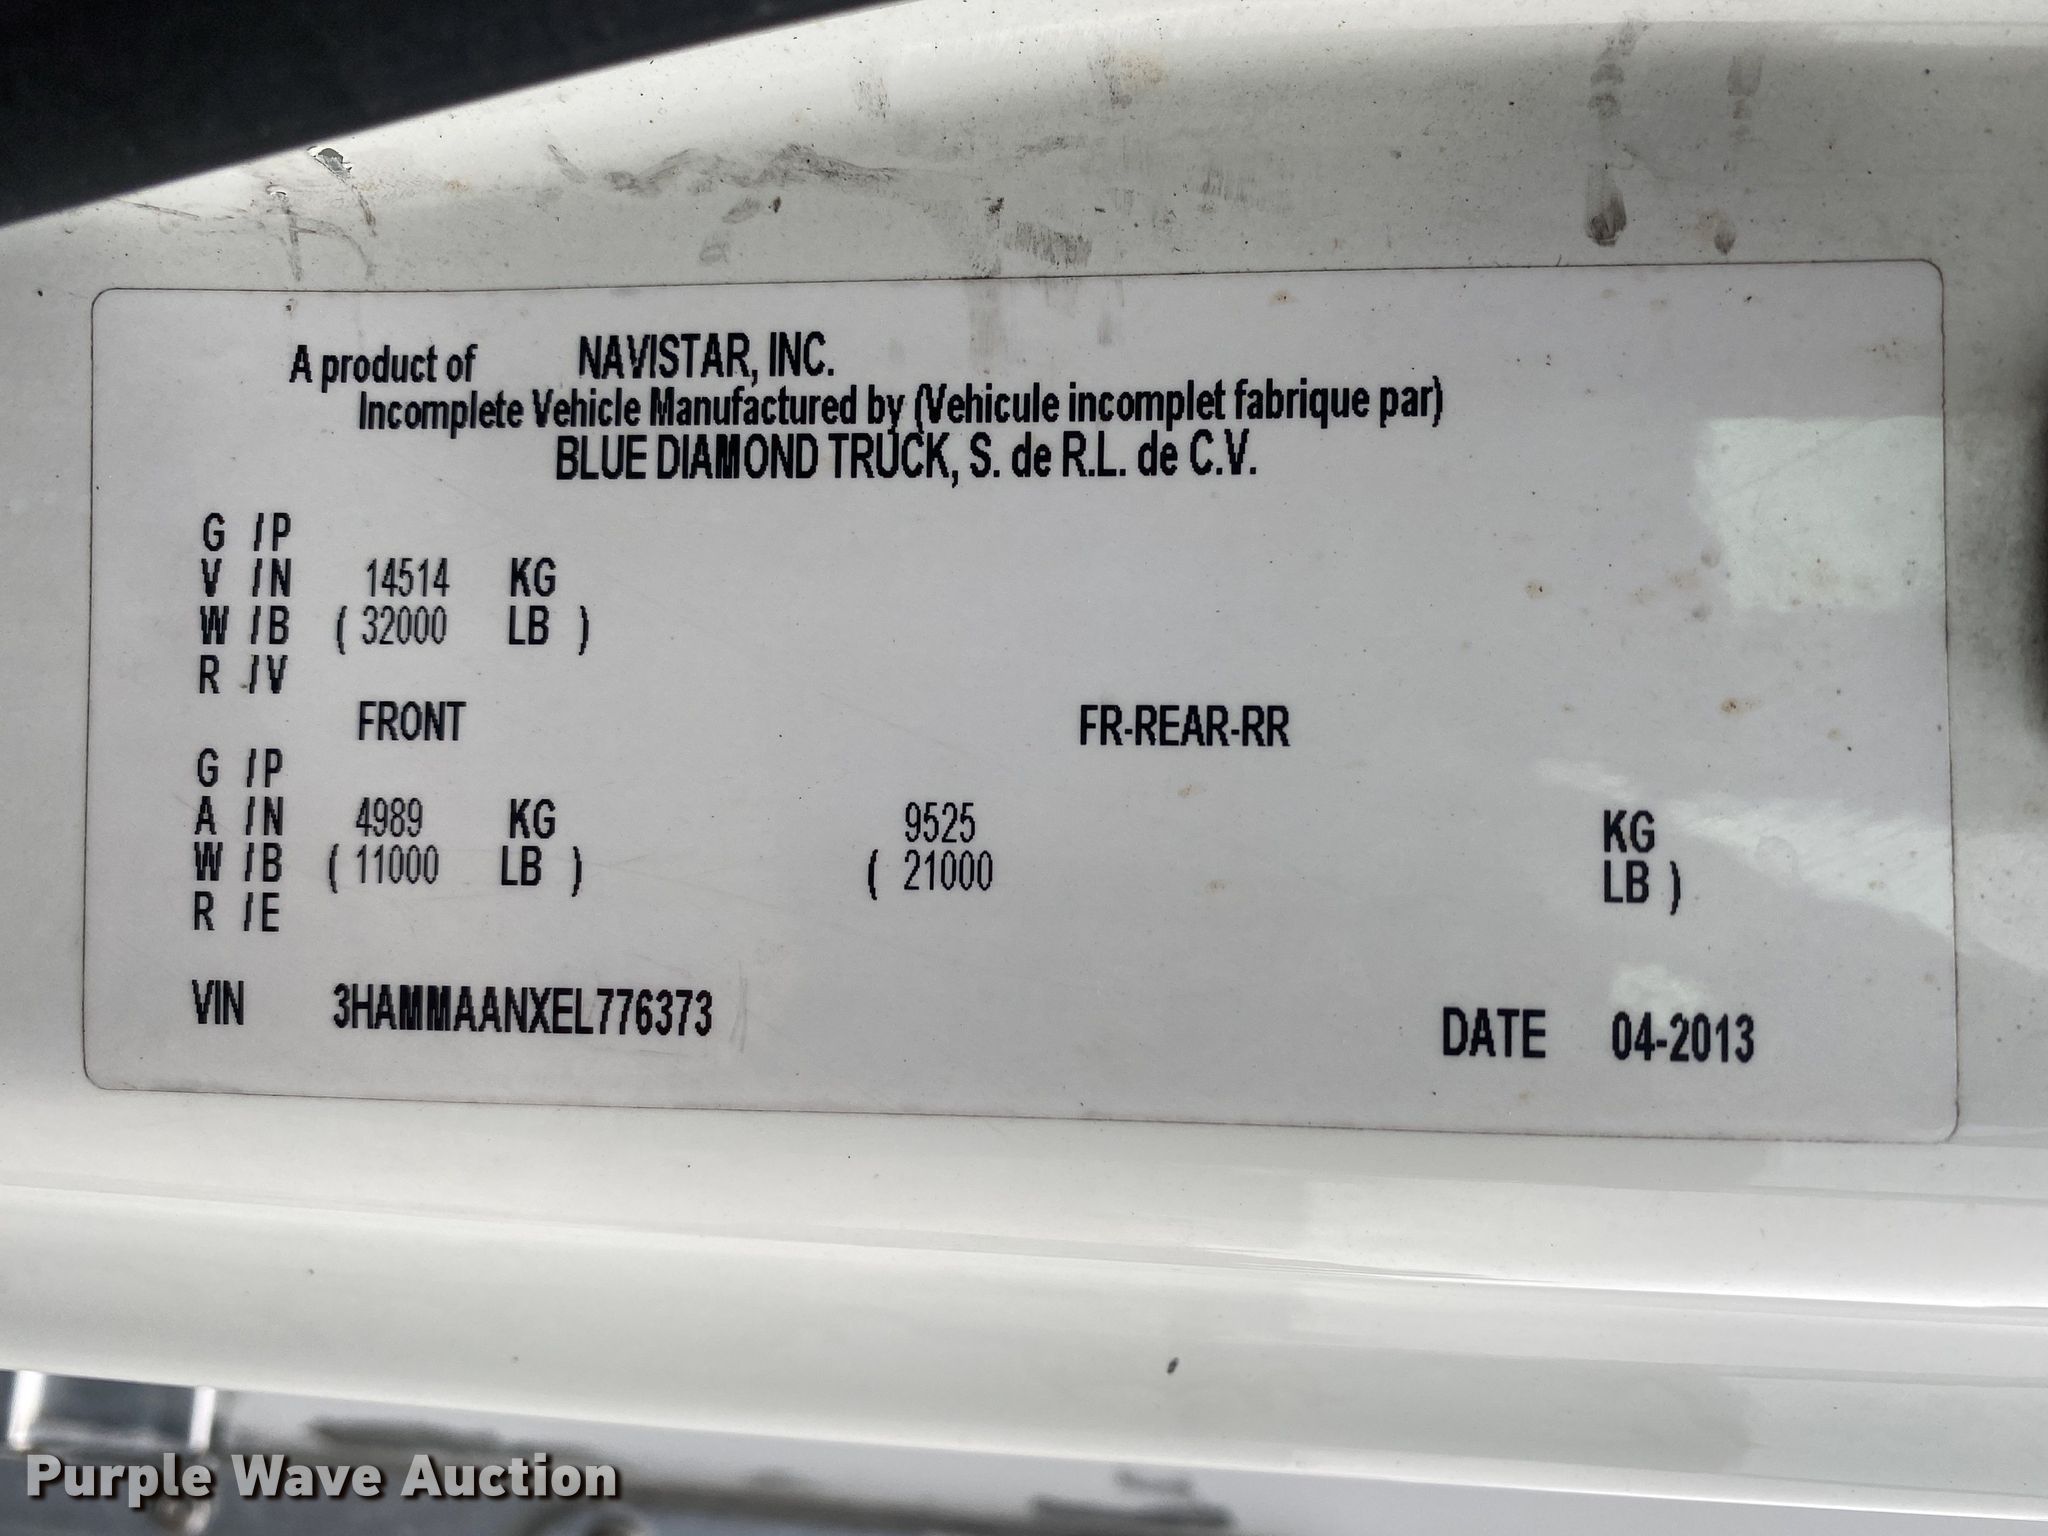 A product of NAVISTAR, INC.
Incomplete Vehicle Manufactured by (Vehicule incomplet fabrique par)
BLUE DIAMOND TRUCK, S. de R.L. de C.V.
G /P
V /N 14514 KG
W /B ( 32000 LB )
R /V
FRONT FR-REAR-RR
G /P
A /N 4989 KG 9525 KG
W /B ( 11000 LB ) ( 21000 LB )
R /E
VIN 3HAMMAANXEL776373 DATE 04-2013
Purple Wave Auction